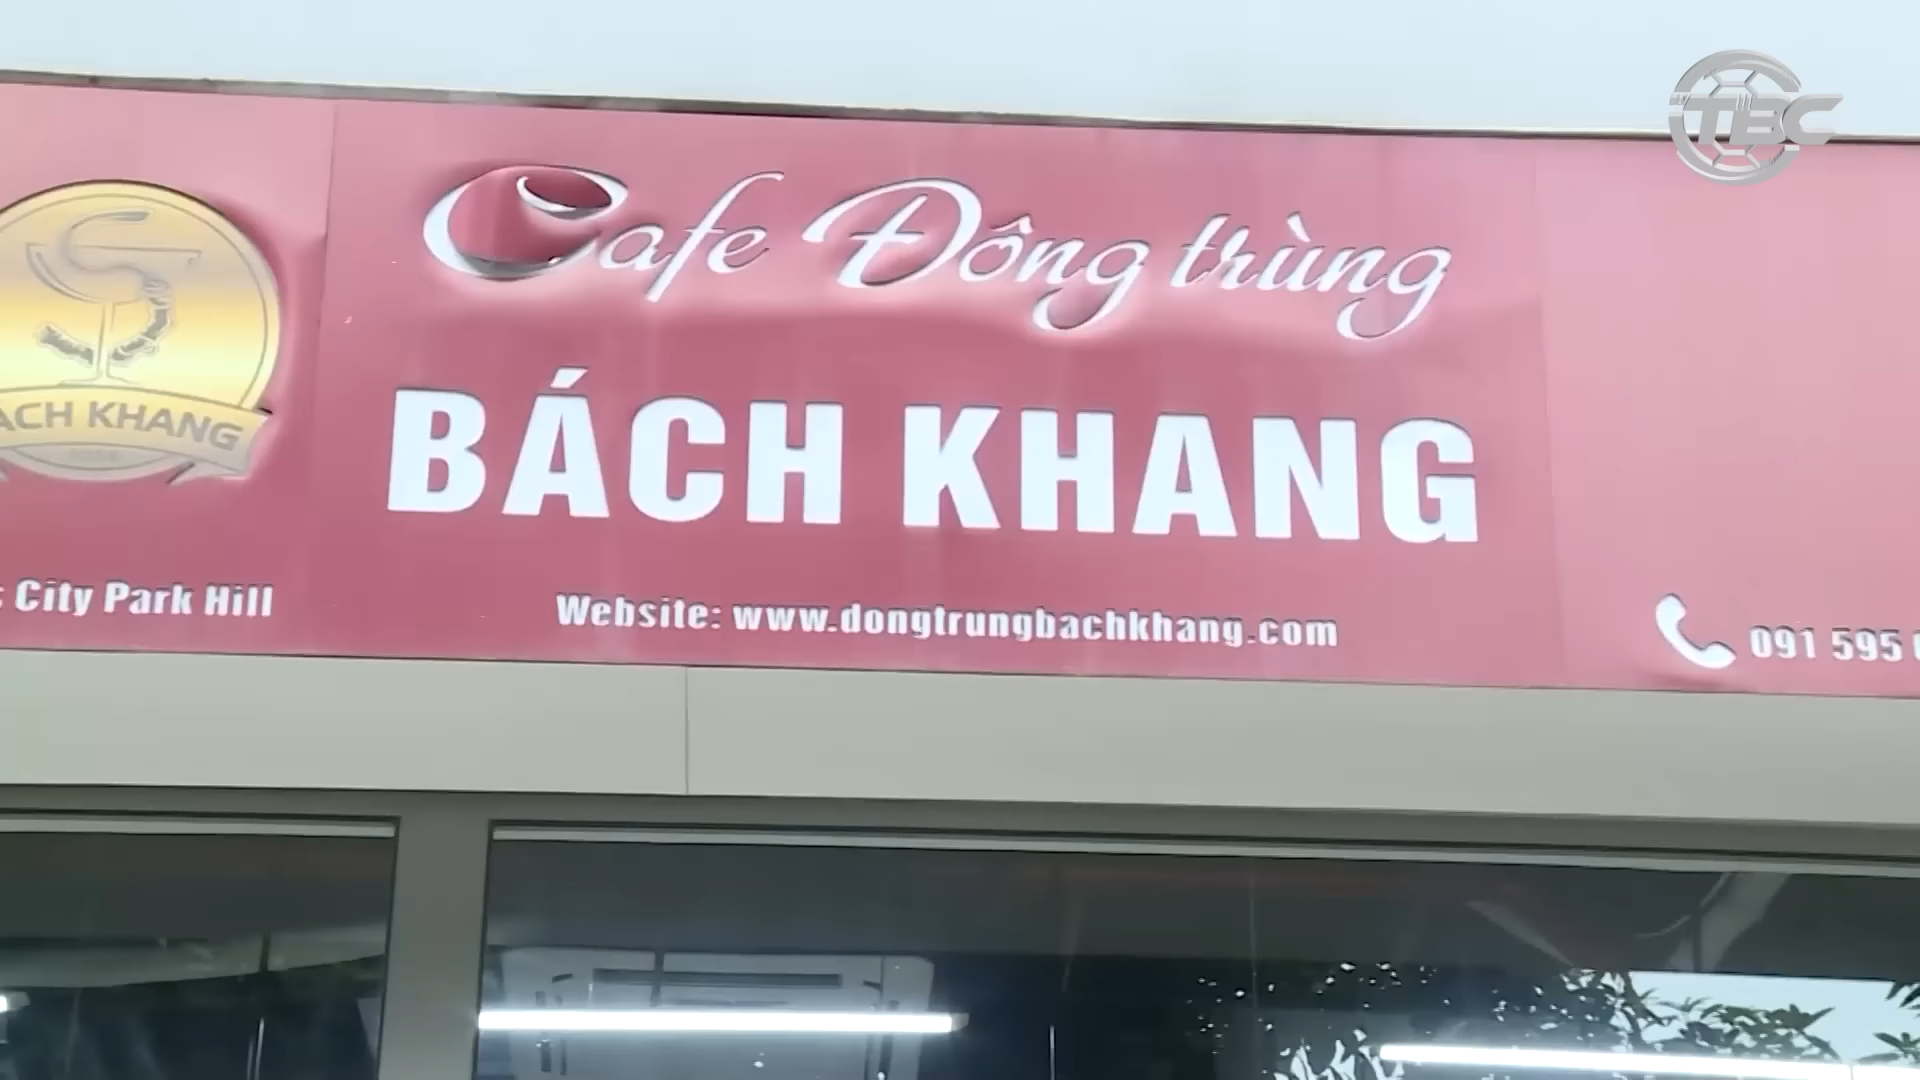 TBC
Cafe Đông trùng
BÁCH KHANG
ACH KHANG
City Park Hill
Website: www.dongtrungbachkhang.com
091 595